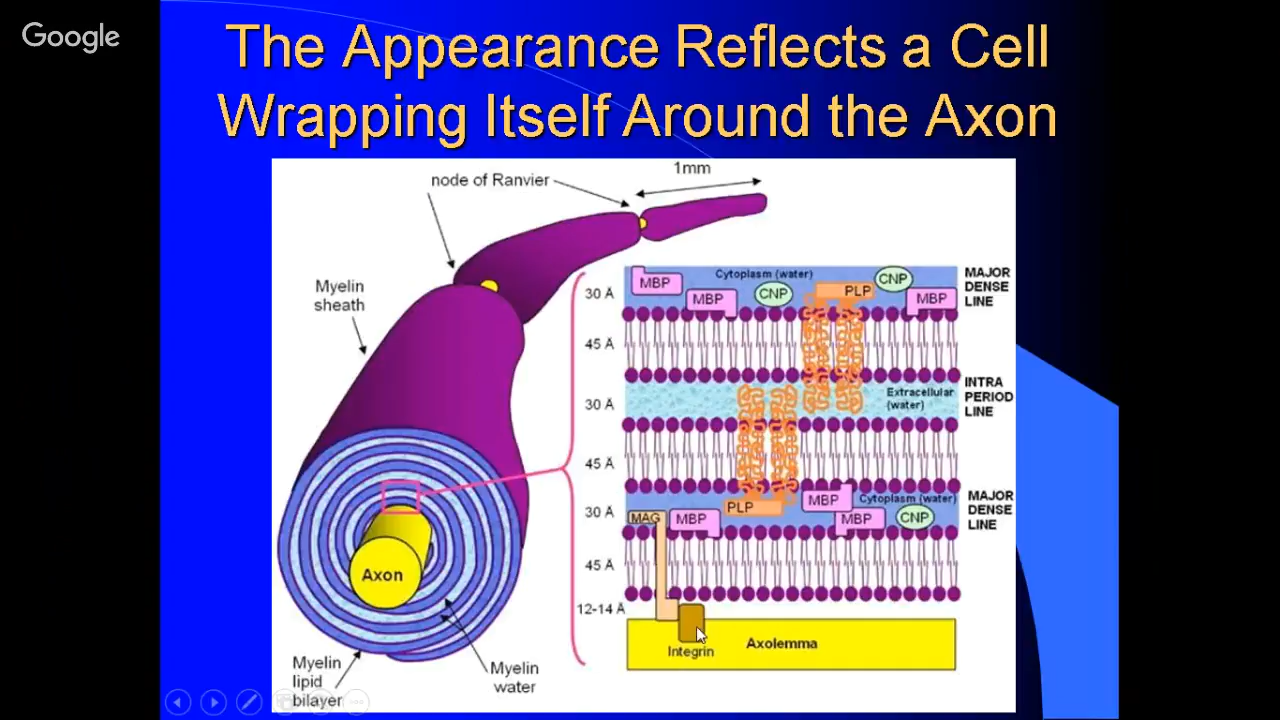 Google
The Appearance Reflects a Cell
Wrapping Itself Around the Axon
node of Ranvier
1mm
Myelin
sheath
Axon
Myelin
lipid
bilayer
Myelin
water
30 Å
45 Å
30 Å
45 Å
30 Å
45 Å
12-14 Å
MBP
Cytoplasm (water)
CNP
PLP
MBP
CNP
MBP
MAJOR
DENSE
LINE
Extracellular
(water)
INTRA
PERIOD
LINE
MBP
Cytoplasm (water)
PLP
MAG
MBP
MBP
CNP
MAJOR
DENSE
LINE
Integrin
Axolemma